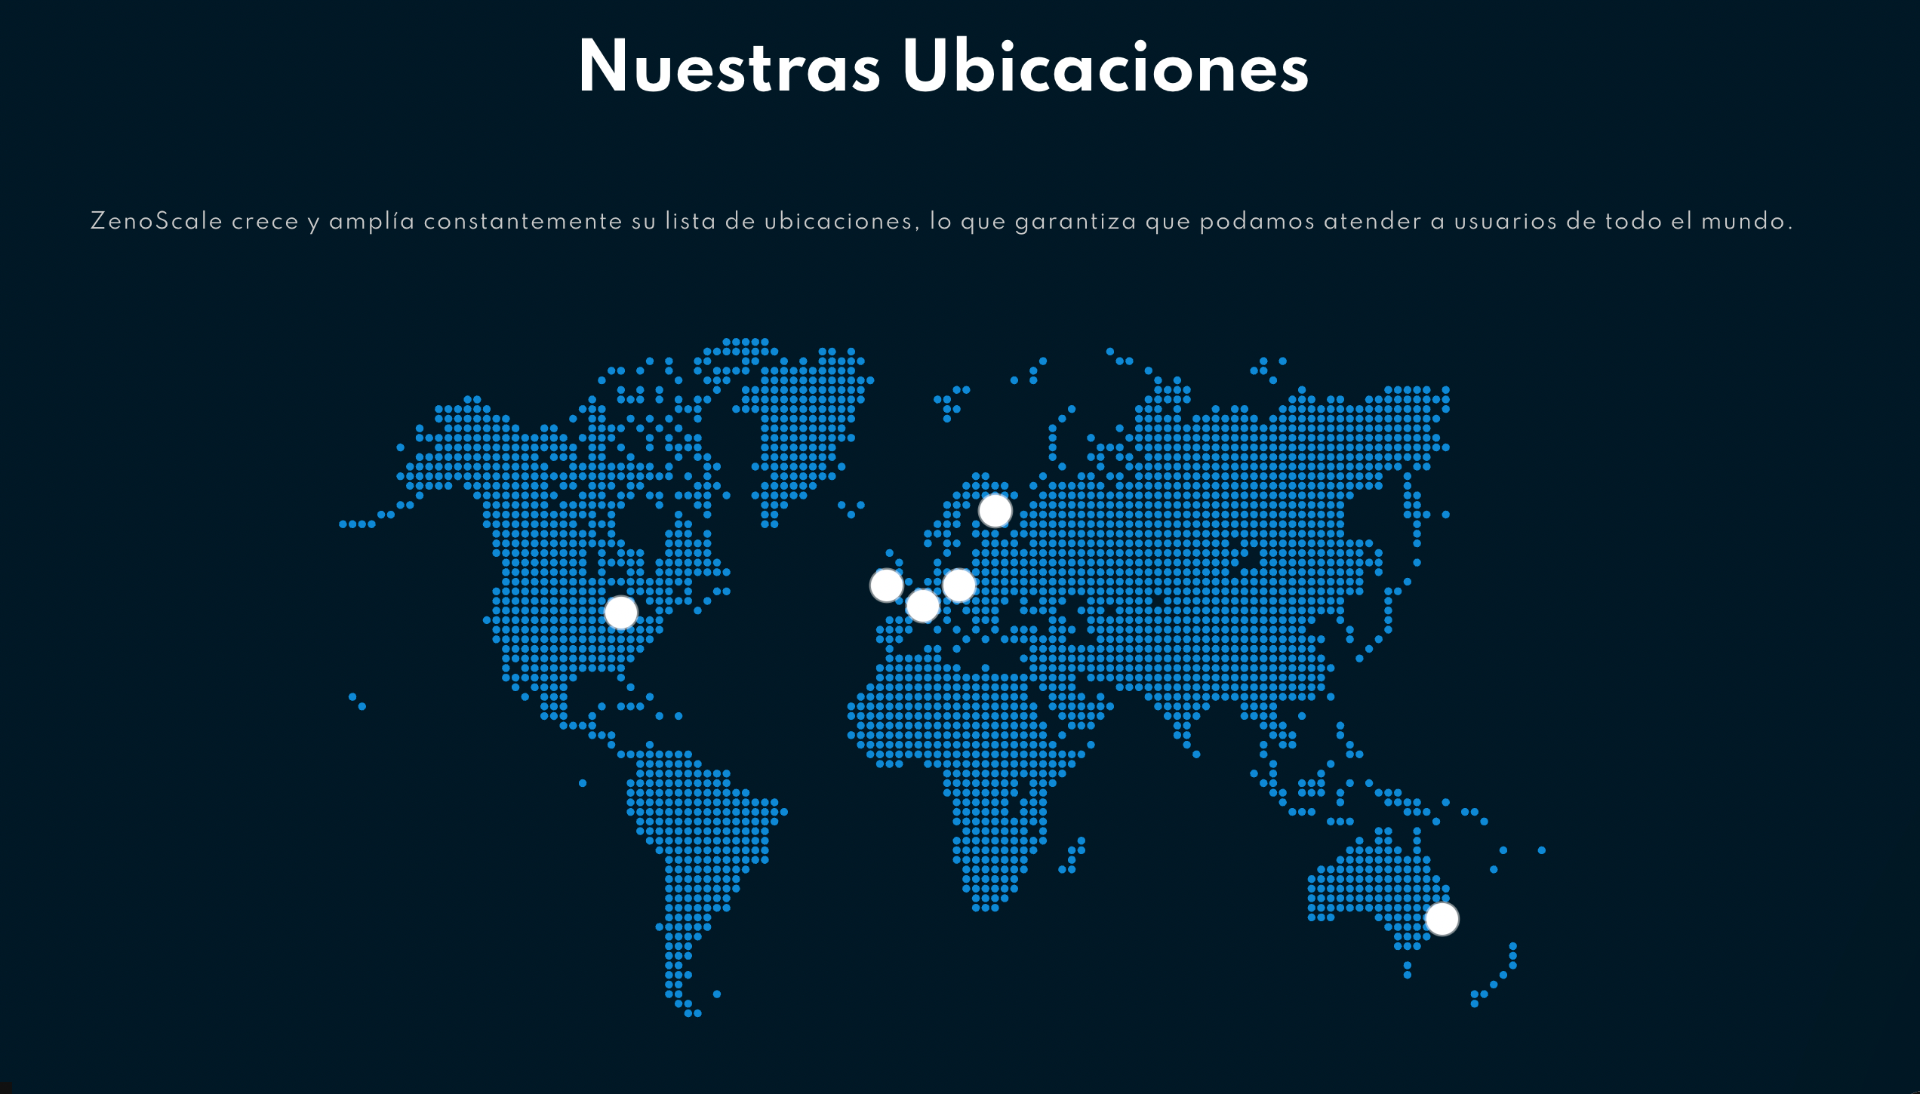 Nuestras Ubicaciones
ZenoScale crece y amplía constantemente su lista de ubicaciones, lo que garantiza que podamos atender a usuarios de todo el mundo.